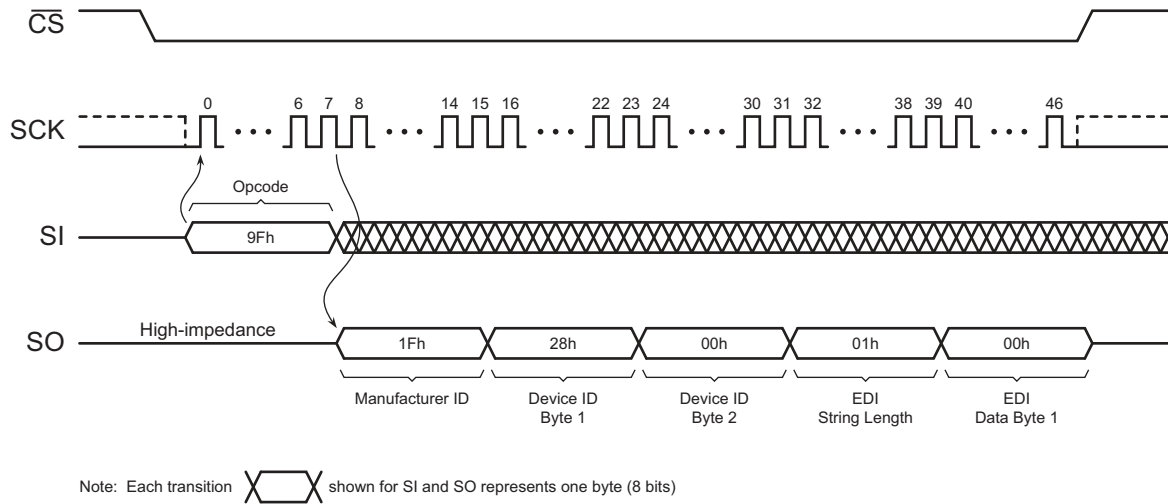 CS
SCK
0 6 7 8 14 15 16 22 23 24 30 31 32 38 39 40 46
Opcode
SI
9Fh
High-impedance
SO
1Fh 28h 00h 01h 00h
Manufacturer ID
Device ID
Byte 1
Device ID
Byte 2
EDI
String Length
EDI
Data Byte 1
Note: Each transition shown for SI and SO represents one byte (8 bits)